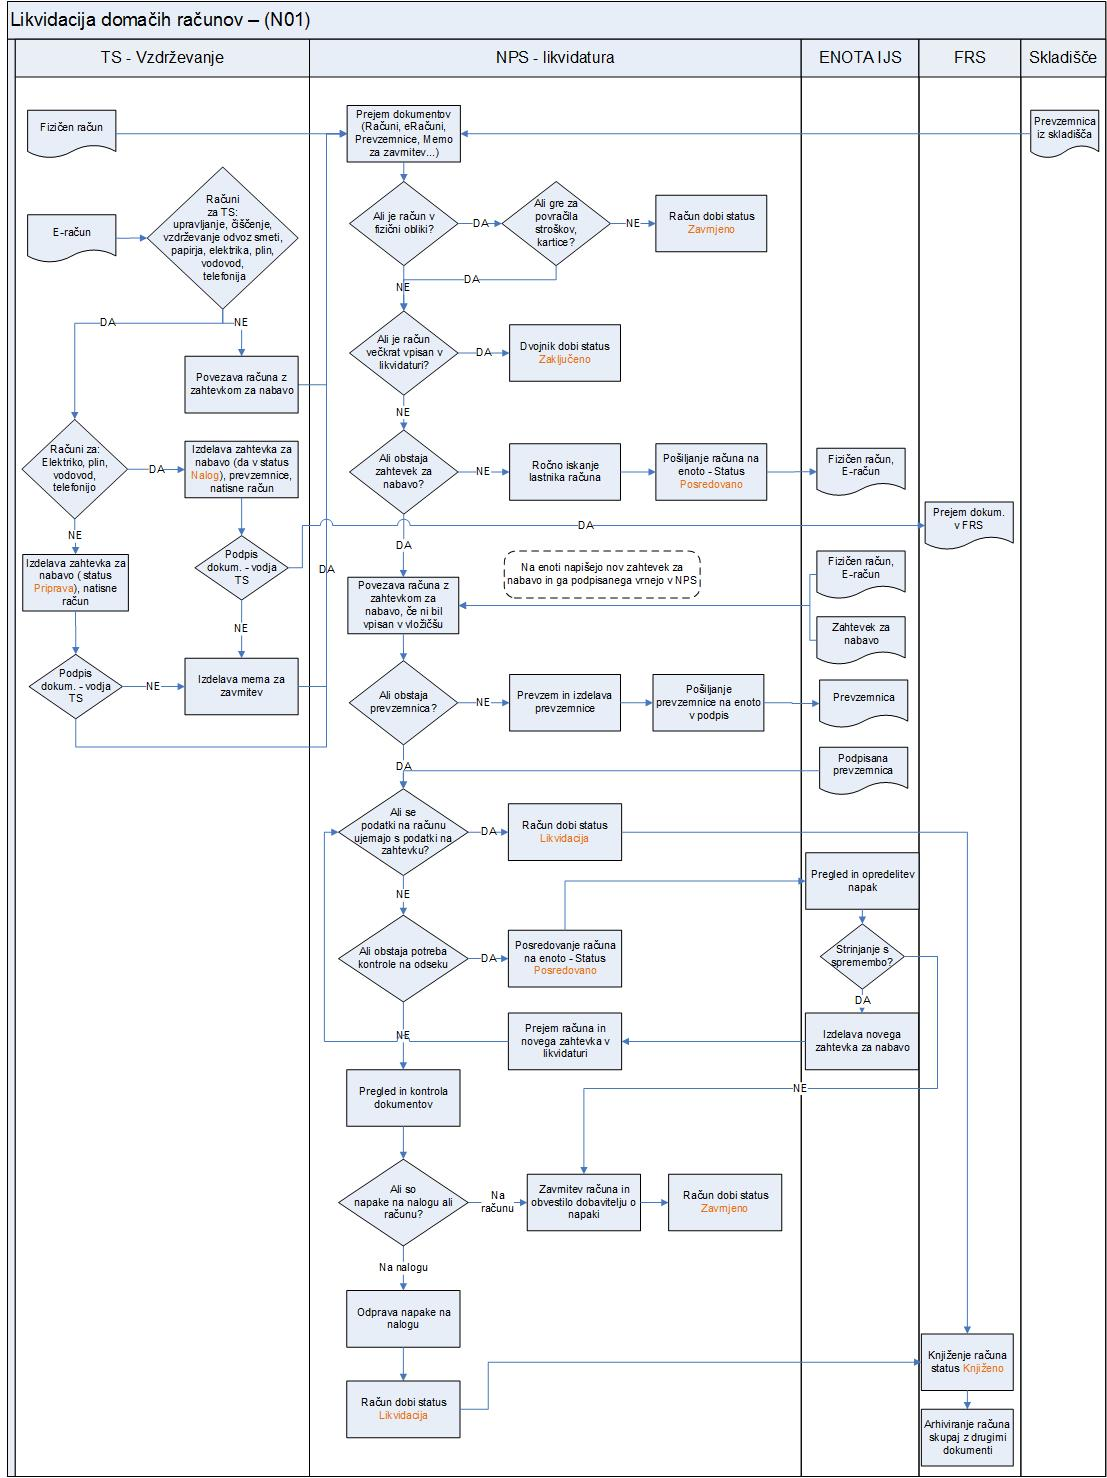 Likvidacija domačih računov – (N01)
TS - Vzdrževanje
NPS - likvidatura
ENOTA IJS
FRS
Skladišče
Fizičen račun
Prejem dokumentov
(Računi, eRačuni,
Prevzemnice, Memo
za zavrnitev...)
Prevzemnica
iz skladišča
E-račun
Računi
za TS:
upravljanje, čiščenje,
vzdrževanje odvoz smeti,
papirja, elektrika, plin,
vodovod,
telefonija
Ali je račun v
fizični obliki?
DA
Ali gre za
povračila
stroškov,
kartice?
NE
Račun dobi status
Zavrnjeno
DA
NE
DA
NE
Ali je račun
večkrat vpisan v
likvidaturi?
DA
Dvojnik dobi status
Zaključeno
Povezava računa z
zahtevkom za nabavo
NE
Računi za:
Elektriko, plin,
vodovod,
telefonijo
DA
Izdelava zahtevka za
nabavo (da v status
Nalog), prevzemnice,
natisne račun
Ali obstaja
zahtevek za
nabavo?
NE
Ročno iskanje
lastnika računa
Pošiljanje računa na
enoto - Status
Posredovano
Fizičen račun,
E-račun
NE
DA
Prejem dokum.
v FRS
DA
Izdelava zahtevka za
nabavo ( status
Priprava), natisne
račun
Podpis
dokum. - vodja
TS
DA
Na enoti napišejo nov zahtevek za
nabavo in ga podpisanega vrnejo v NPS
Fizičen račun,
E-račun
Povezava računa z
zahtevkom za
nabavo, če ni bil
vpisan v vložičšu
Zahtevek za
nabavo
NE
Podpis
dokum. - vodja
TS
NE
Izdelava mema za
zavrnitev
Ali obstaja
prevzemnica?
NE
Prevzem in izdelava
prevzemnice
Pošiljanje
prevzemnice na enoto
v podpis
Prevzemnica
DA
Podpisana
prevzemnica
Ali se
podatki na računu
ujemajo s podatki na
zahtevku?
DA
Račun dobi status
Likvidacija
NE
Pregled in opredelitev
napak
Ali obstaja potreba
kontrole na odseku
DA
Posredovanje računa
na enoto - Status
Posredovano
Strinjanje s
spremembo?
DA
NE
Prejem računa in
novega zahtevka v
likvidaturi
Izdelava novega
zahtevka za nabavo
NE
Pregled in kontrola
dokumentov
Ali so
napake na nalogu ali
računu?
Na
računu
Zavrnitev računa in
obvestilo dobavitelju o
napaki
Račun dobi status
Zavrnjeno
Na nalogu
Odprava napake na
nalogu
Knjiženje računa
status Knjiženo
Račun dobi status
Likvidacija
Arhiviranje računa
skupaj z drugimi
dokumenti